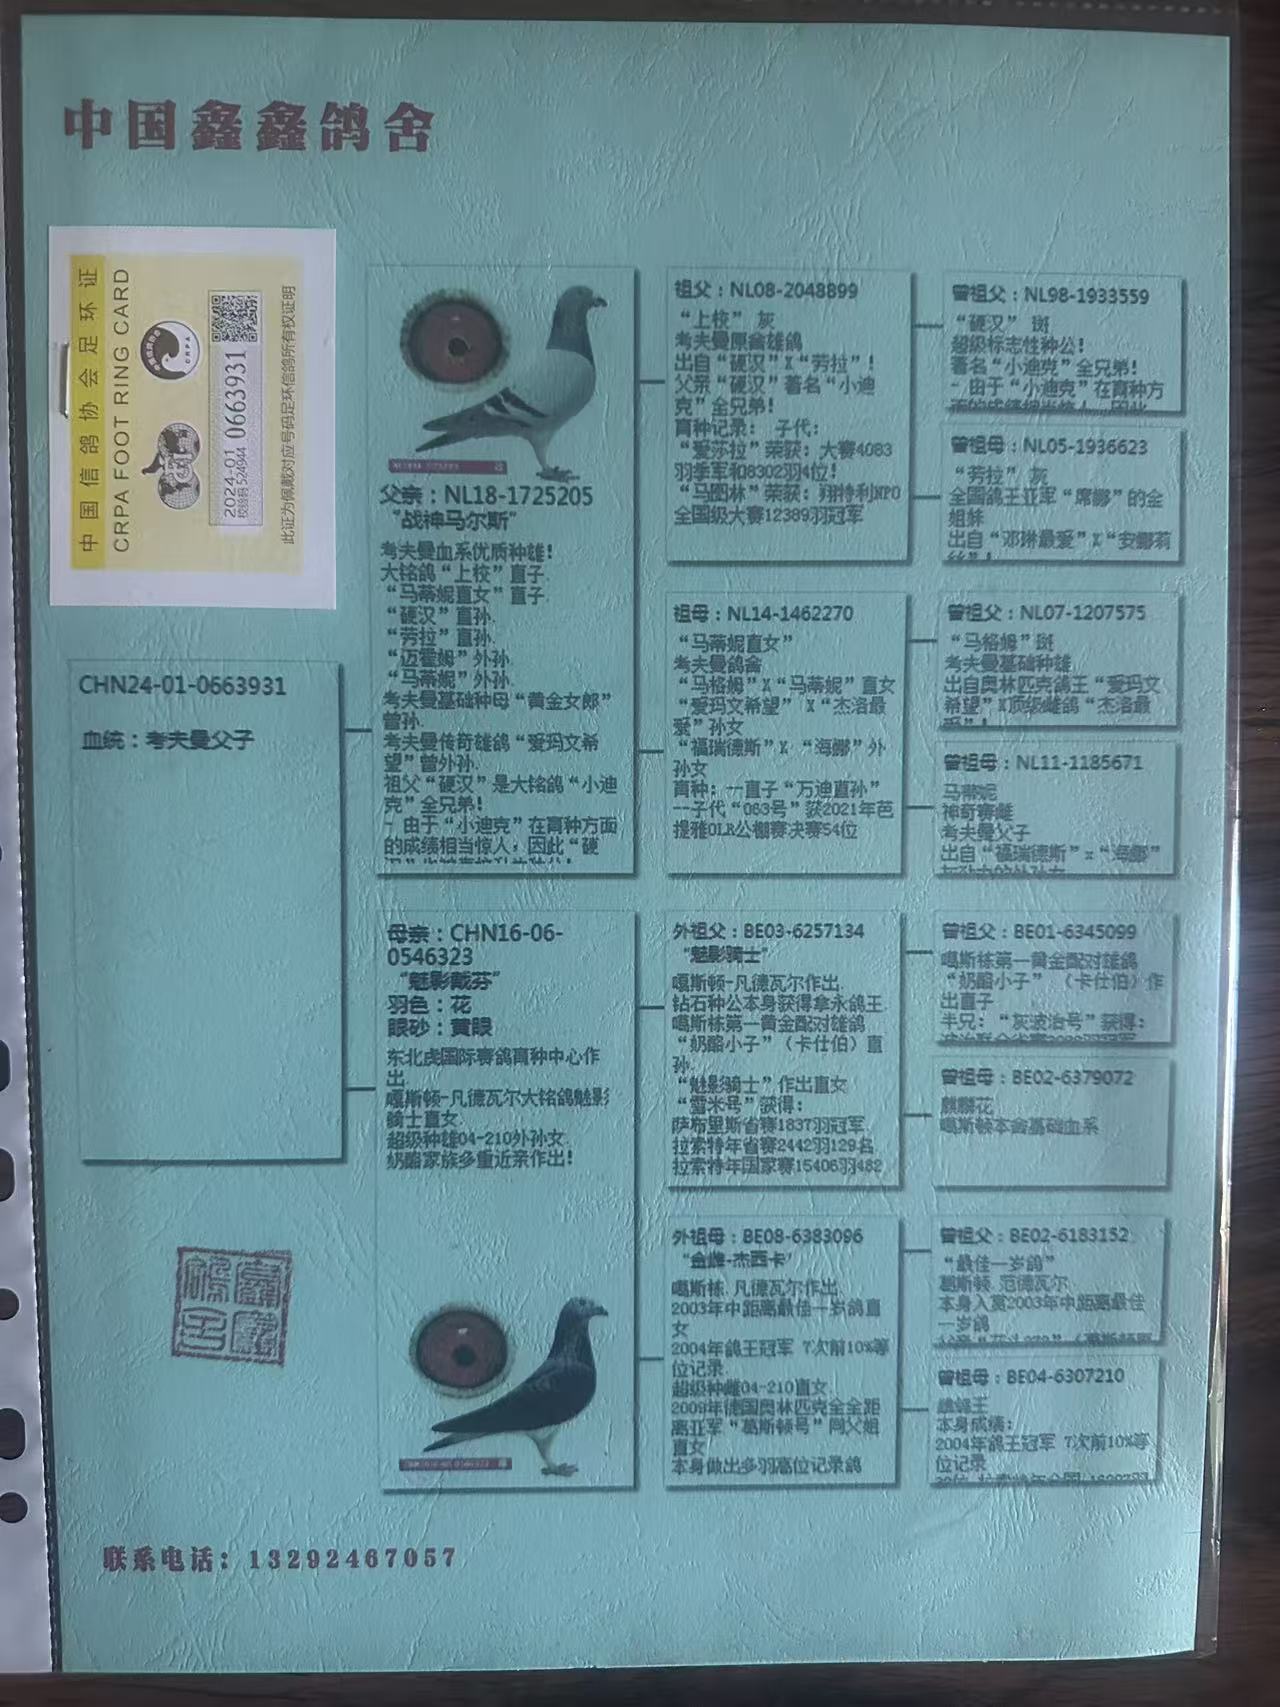 中国鑫鑫鸽舍
中国信鸽协会足环证
CRPA FOOT RING CARD
2024-01 0663931
校验码 524944
此证为佩戴对应号码足环信鸽所有权证明
CHN24-01-0663931
血统：考夫曼父子
父亲：NL18-1725205
“战神马尔斯”
考夫曼血系优质种雄！
大铭鸽“上校”直子.
“马蒂妮直女”直子.
“硬汉”直孙.
“劳拉”直孙.
“迈霍姆”外孙.
“马蒂妮”外孙.
考夫曼基础种母“黄金女郎”
曾孙.
考夫曼传奇雄鸽“爱玛文希
望”曾外孙.
祖父“硬汉”是大铭鸽“小迪
克”全兄弟！
- 由于“小迪克”在育种方面
的成绩相当惊人，因此“硬
母亲：CHN16-06-
0546323
“魅影戴芬”
羽色：花
眼砂：黄眼
东北虎国际赛鸽育种中心作
出.
嘎斯顿-凡德瓦尔大铭鸽魅影
骑士直女.
超级种雄04-210外孙女.
奶酪家族多重近亲作出！
祖父：NL08-2048899
“上校” 灰
考夫曼原禽雄鸽
出自“硬汉”X“劳拉”！
父亲“硬汉”著名“小迪
克”全兄弟！
育种记录： 子代：
“爱莎拉”荣获：大赛4083
羽季军和8302羽4位！
“马图林”荣获：翔特利NPO
全国级大赛12389羽冠军
祖母：NL14-1462270
“马蒂妮直女”
考夫曼鸽舍
“马格姆”X“马蒂妮”直女
“爱玛文希望” X“杰洛最
爱”孙女
“福瑞德斯”X “海娜”外
孙女
育种：--直子“万迪直孙”
--子代“063号”获2021年芭
提雅OLR公棚赛决赛54位
外祖父：BE03-6257134
“魅影骑士”
嘎斯顿-凡德瓦尔作出.
钻石种公本身获得拿永鸽王.
噶斯栋第一黄金配对雄鸽
“奶酪小子”（卡仕伯）直
孙.
“魅影骑士”作出直女
“雪米号”获得：
萨布里斯省赛1837羽冠军
拉索特年省赛2442羽129名
拉索特年国家赛15406羽482
外祖母：BE08-6383096
“金雌-杰西卡”
噶斯栋.凡德瓦尔作出.
2003年中距离最佳一岁鸽直
女
2004年鸽王冠军 7次前10%等
位记录.
超级种雌04-210直女.
2009年德国奥林匹克全全距
离亚军“葛斯顿号”同父姐
直女
本身做出多羽高位记录鸽
曾祖父：NL98-1933559
“硬汉” 斑
超级标志性种公！
著名“小迪克”全兄弟！
- 由于“小迪克”在育种方
曾祖母：NL05-1936623
“劳拉” 灰
全国鸽王亚军“席娜”的全
姐妹
出自“邓琳最爱”X“安娜莉
曾祖父：NL07-1207575
“马格姆”斑
考夫曼基础种雄
出自奥林匹克鸽王“爱玛文
希望”X顶级雌鸽“杰洛最
爱”！
曾祖母：NL11-1185671
马蒂妮
神奇赛雌
考夫曼父子
出自“福瑞德斯”x“海娜”
曾祖父：BE01-6345099
噶斯栋第一黄金配对雄鸽
“奶酪小子”（卡仕伯）作
出直子
半兄：“灰波治号”获得：
曾祖母：BE02-6379072
麒麟花
噶斯顿本舍基础血系
曾祖父：BE02-6183152
“最佳一岁鸽”
葛斯顿.范德瓦尔
本身入赏2003年中距离最佳
一岁鸽
曾祖母：BE04-6307210
雌鸽王
本身成绩：
2004年鸽王冠军 7次前10%等
位记录
联系电话：13292467057